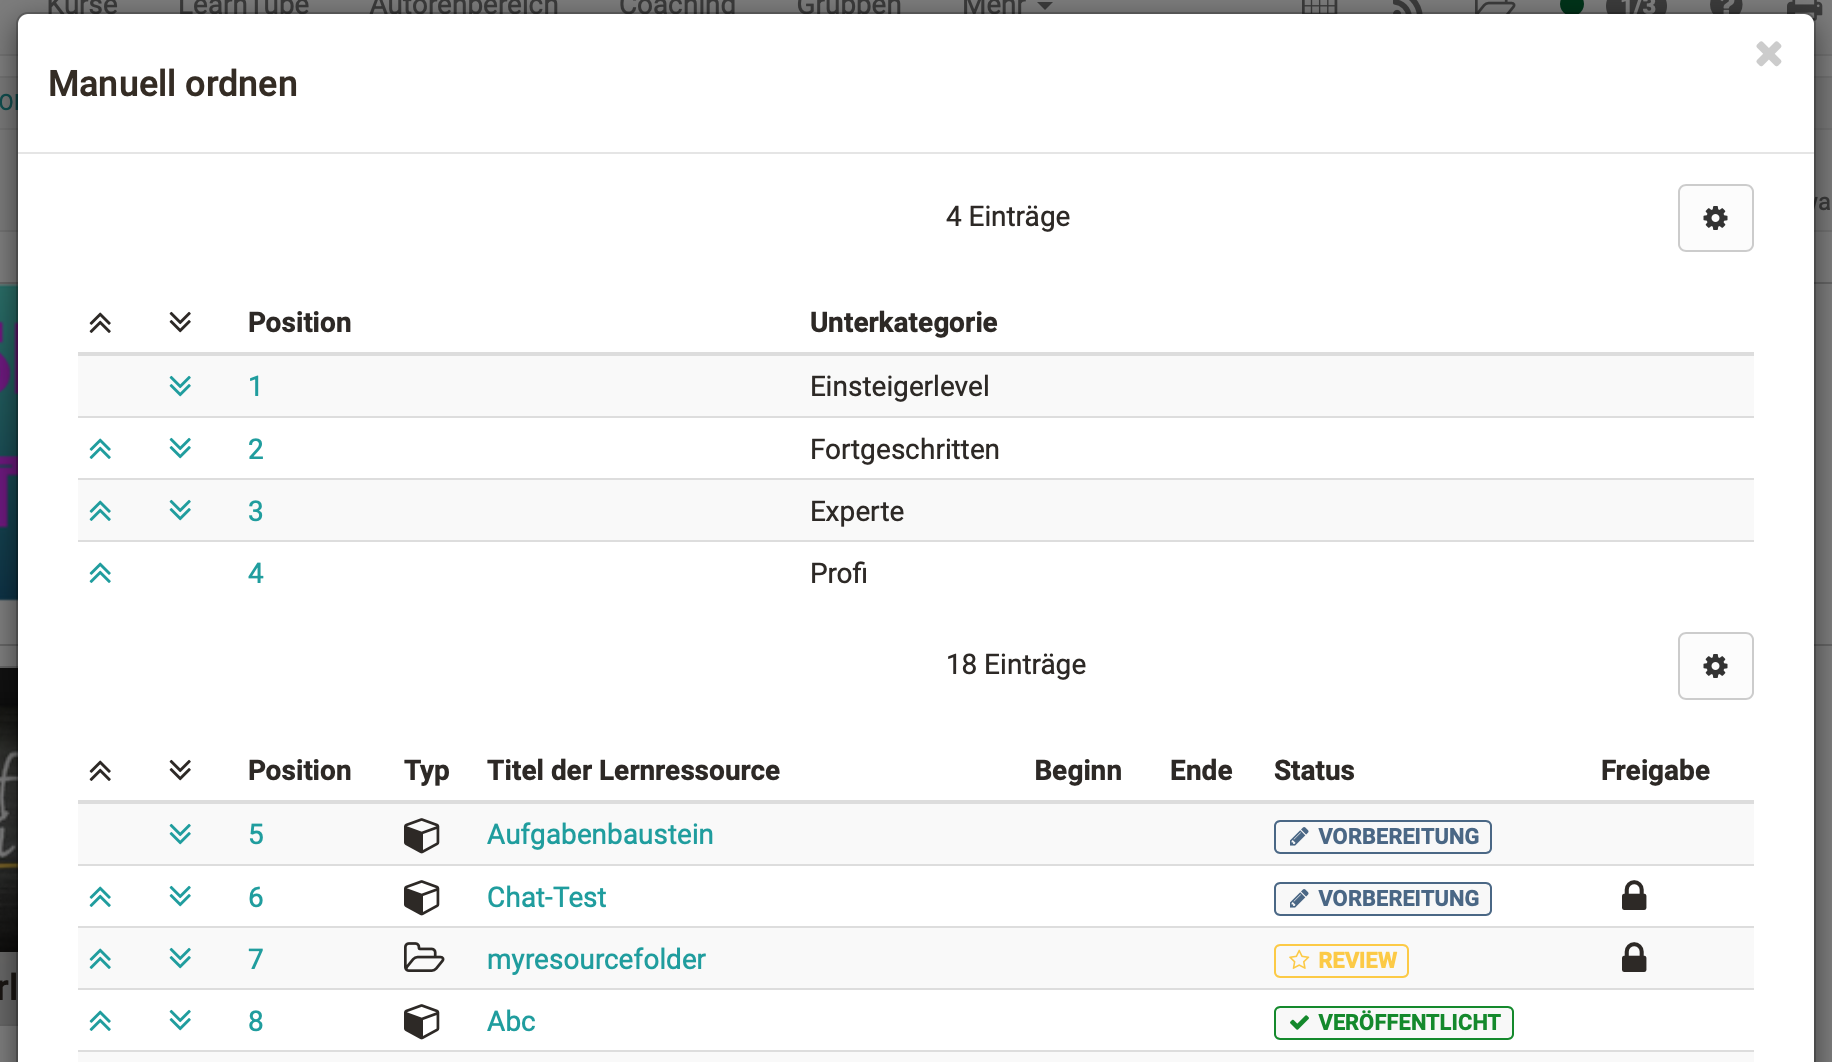 Kurse LearnTube Autorenbereich Coaching Gruppen Mehr 1/3 ?
Manuell ordnen
4 Einträge
Position Unterkategorie
1 Einsteigerlevel
2 Fortgeschritten
3 Experte
4 Profi
18 Einträge
Position Typ Titel der Lernressource Beginn Ende Status Freigabe
5 Aufgabenbaustein VORBEREITUNG
6 Chat-Test VORBEREITUNG
7 myresourcefolder REVIEW
8 Abc VERÖFFENTLICHT